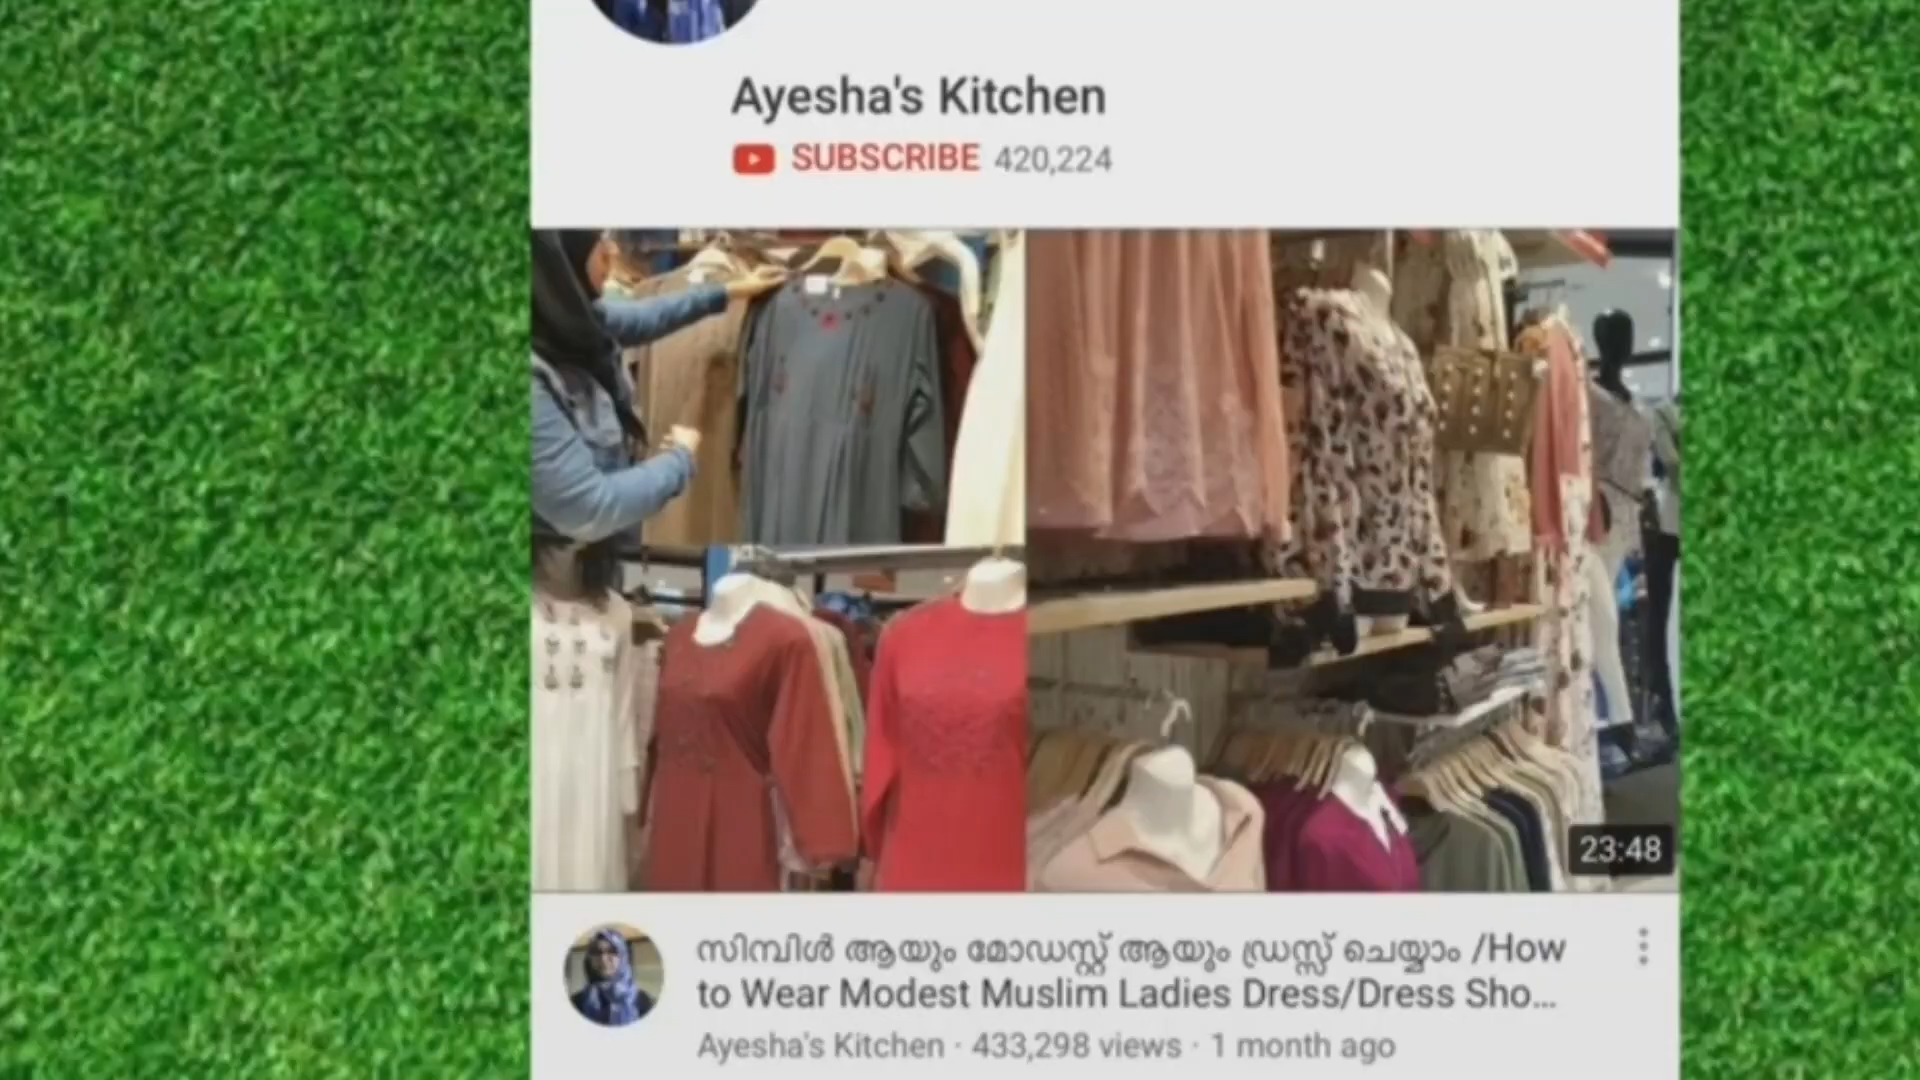 Ayesha's Kitchen
SUBSCRIBE 420,224
23:48
സിമ്പിൾ ആയും മോഡസ്റ്റ് ആയും ഡ്രസ്സ് ചെയ്യാം /How
to Wear Modest Muslim Ladies Dress/Dress Sho...
Ayesha's Kitchen · 433,298 views · 1 month ago